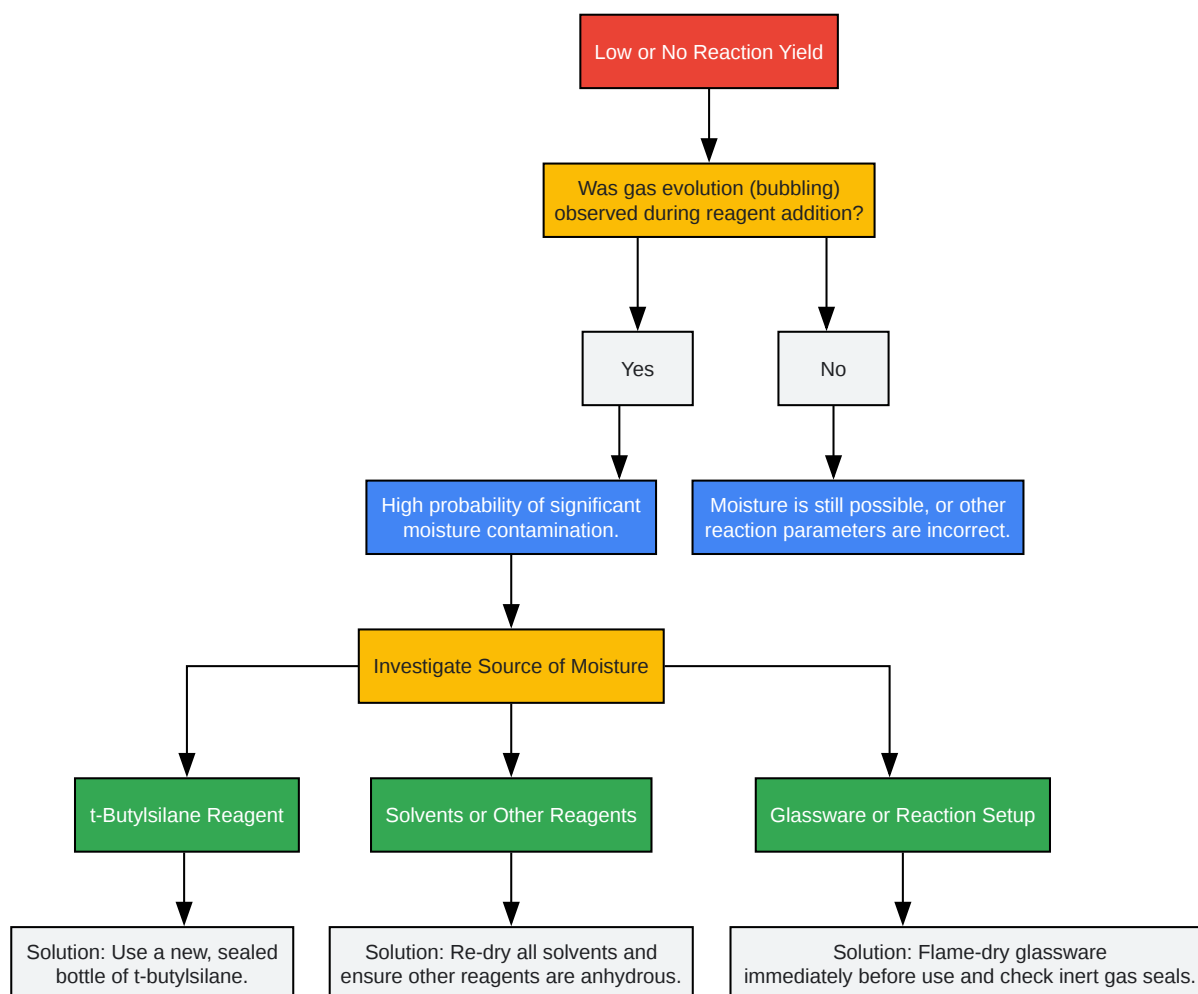 Low or No Reaction Yield
Was gas evolution (bubbling)
observed during reagent addition?
Yes
No
High probability of significant
moisture contamination.
Moisture is still possible, or other
reaction parameters are incorrect.
Investigate Source of Moisture
t-Butylsilane Reagent
Solvents or Other Reagents
Glassware or Reaction Setup
Solution: Use a new, sealed
bottle of t-butylsilane.
Solution: Re-dry all solvents and
ensure other reagents are anhydrous.
Solution: Flame-dry glassware
immediately before use and check inert gas seals.